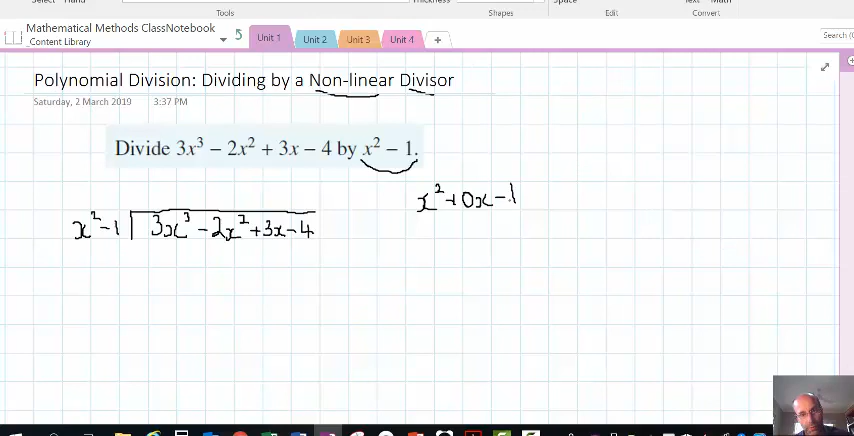 Tools
Shapes
Edit
Convert
Mathematical Methods ClassNotebook
_Content Library
Unit 1
Unit 2
Unit 3
Unit 4
+
Search (
Polynomial Division: Dividing by a Non-linear Divisor
Saturday, 2 March 2019 3:37 PM
Divide 3x³ − 2x² + 3x − 4 by x² − 1.
x² + 0x − 1
x² − 1 3x³ − 2x² + 3x − 4